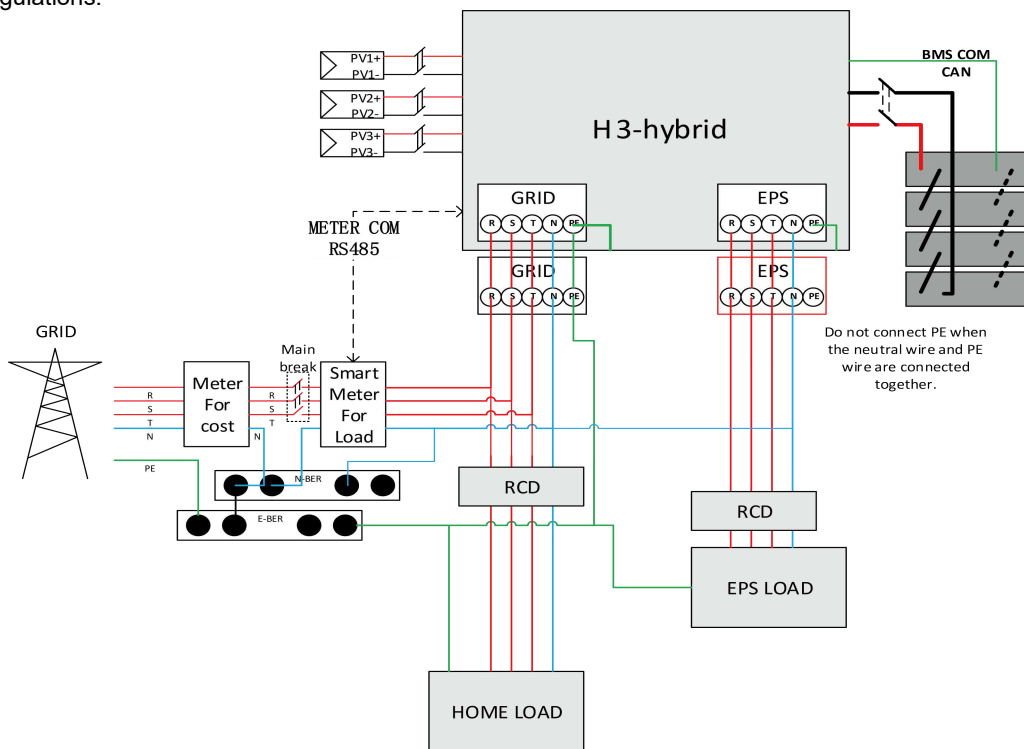 gulations.
PV1+
PV1-
PV2+
PV2-
PV3+
PV3-
H3-hybrid
BMS COM
CAN
GRID
R S T N PE
EPS
R S T N PE
METER COM
RS485
GRID
R S T N PE
EPS
R S T N PE
Do not connect PE when
the neutral wire and PE
wire are connected
together.
GRID
Main
break
Meter
For
cost
Smart
Meter
For
Load
R
S
T
N
R
S
T
N
PE
N-BER
E-BER
RCD
RCD
EPS LOAD
HOME LOAD